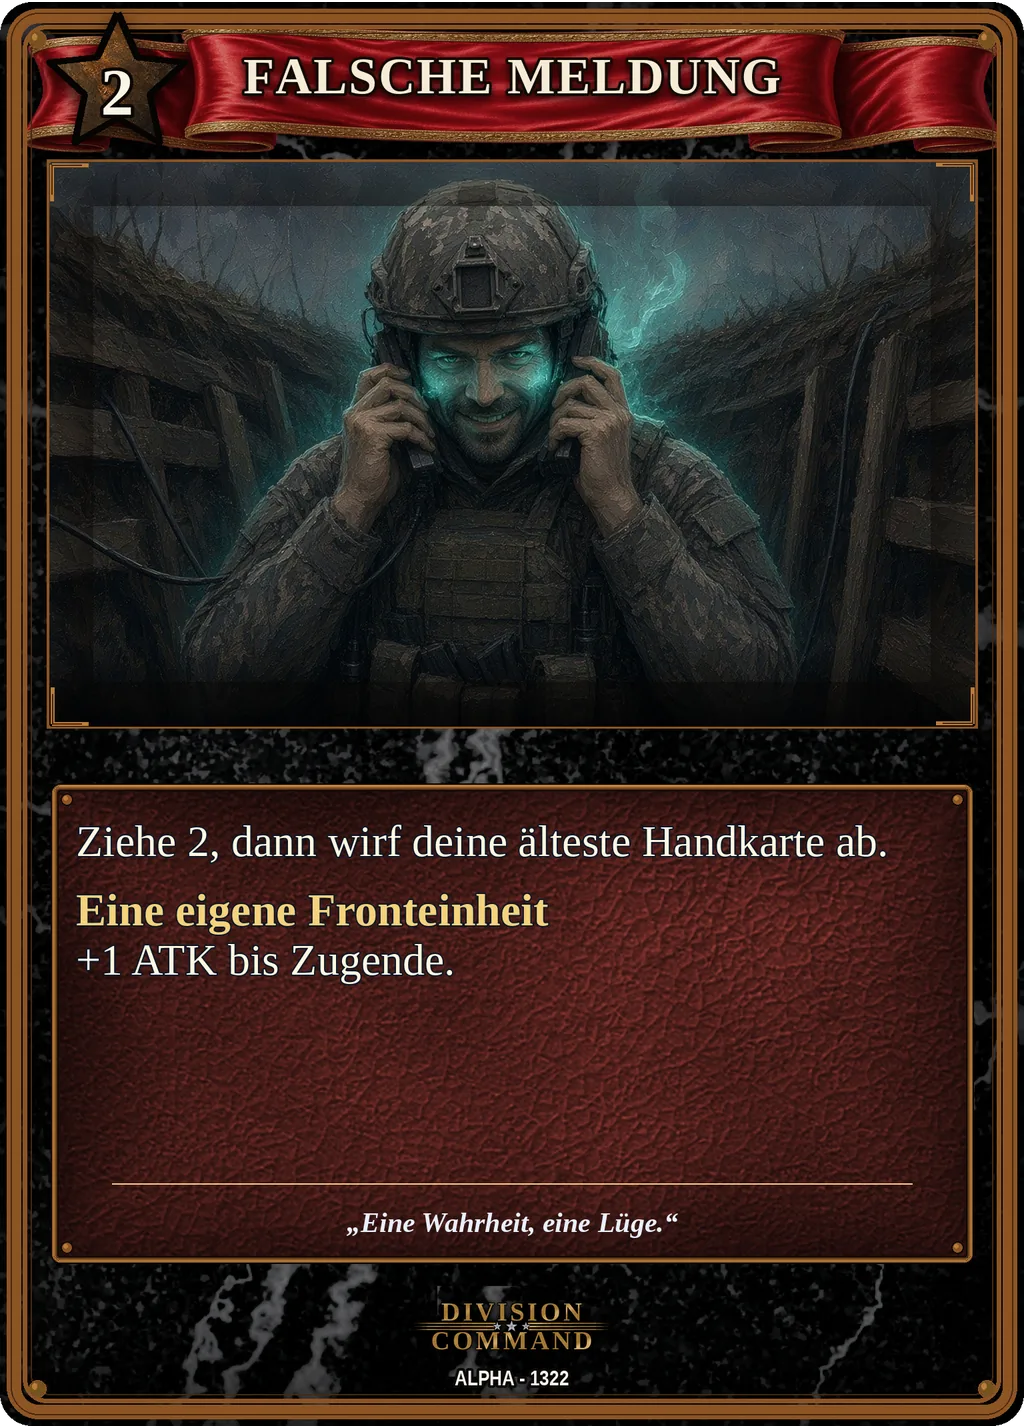 2
FALSCHE MELDUNG
Ziehe 2, dann wirf deine älteste Handkarte ab.
Eine eigene Fronteinheit
+1 ATK bis Zugende.
„Eine Wahrheit, eine Lüge.“
DIVISION
COMMAND
ALPHA - 1322